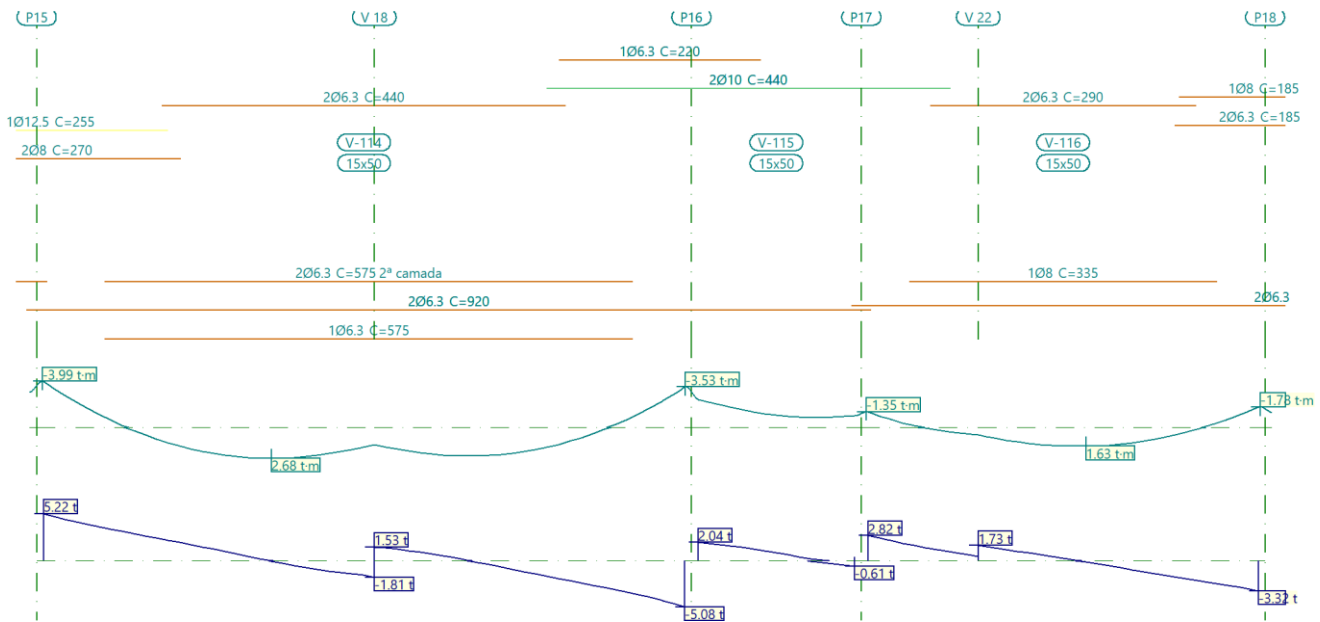 P15
V 18
P16
P17
V 22
P18
1Ø6.3 C=220
2Ø10 C=440
1Ø8 C=185
2Ø6.3 C=440
2Ø6.3 C=290
1Ø12.5 C=255
2Ø6.3 C=185
V-114
V-115
V-116
2Ø8 C=270
15x50
15x50
15x50
2Ø6.3 C=575 2ª camada
1Ø8 C=335
2Ø6.3 C=920
2Ø6.3
1Ø6.3 C=575
-3.99 t·m
-3.53 t·m
-1.35 t·m
-1.78 t·m
2.68 t·m
1.63 t·m
5.22 t
1.53 t
2.04 t
2.82 t
1.73 t
-1.81 t
-0.61 t
-5.08 t
-3.32 t